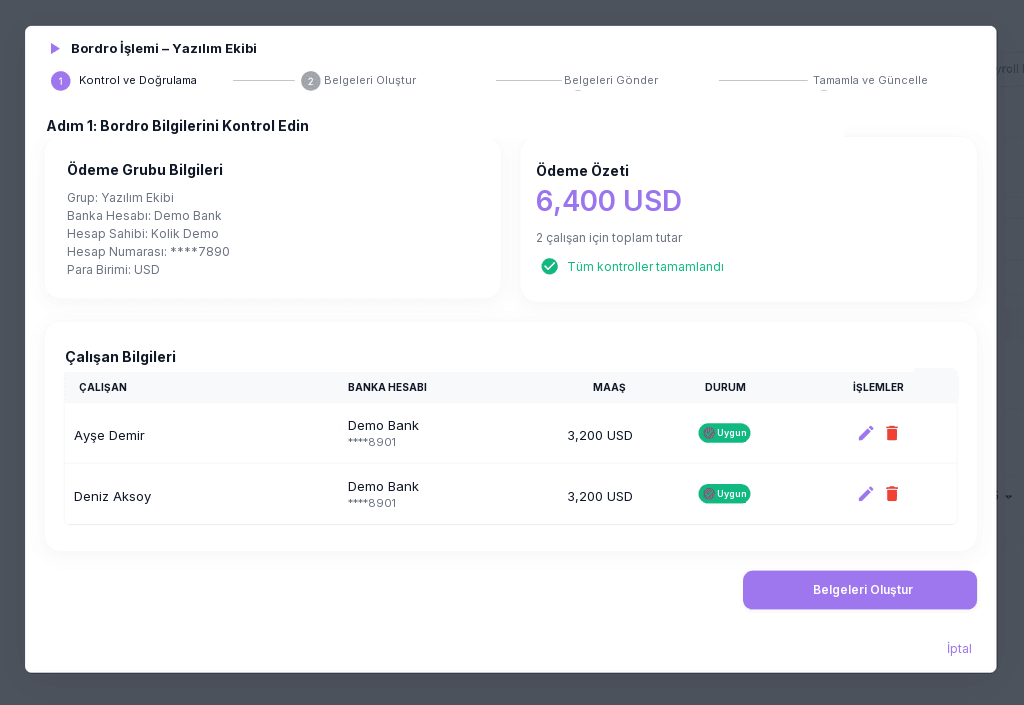 Bordro İşlemi – Yazılım Ekibi
1 Kontrol ve Doğrulama
2 Belgeleri Oluştur
Belgeleri Gönder
Tamamla ve Güncelle
Adım 1: Bordro Bilgilerini Kontrol Edin
Ödeme Grubu Bilgileri
Grup: Yazılım Ekibi
Banka Hesabı: Demo Bank
Hesap Sahibi: Kolik Demo
Hesap Numarası: ****7890
Para Birimi: USD
Ödeme Özeti
6,400 USD
2 çalışan için toplam tutar
Tüm kontroller tamamlandı
Çalışan Bilgileri
ÇALIŞAN BANKA HESABI MAAŞ DURUM İŞLEMLER
Ayşe Demir Demo Bank 3,200 USD Uygun
****8901
Deniz Aksoy Demo Bank 3,200 USD Uygun
****8901
Belgeleri Oluştur
İptal